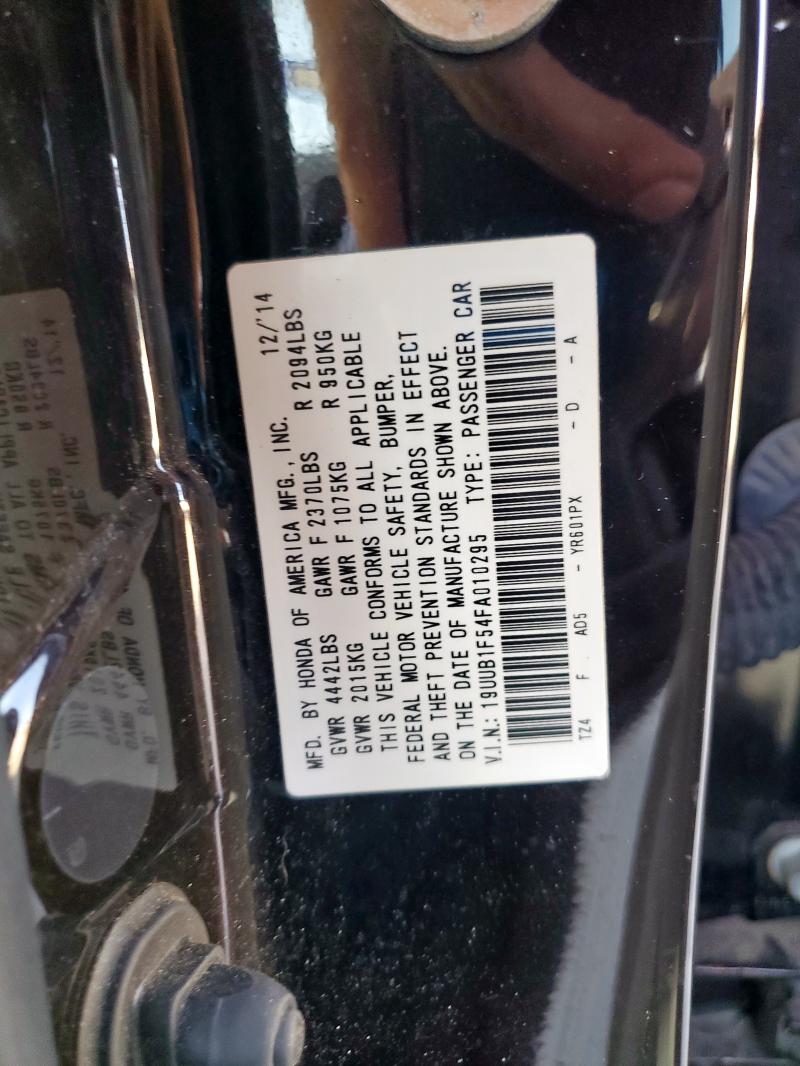 MFD. BY HONDA OF AMERICA MFG., INC. 12/'14
GVWR 4442LBS GAWR F 2370LBS R 2094LBS
GVWR 2015KG GAWR F 1075KG R 950KG
THIS VEHICLE CONFORMS TO ALL APPLICABLE
FEDERAL MOTOR VEHICLE SAFETY, BUMPER,
AND THEFT PREVENTION STANDARDS IN EFFECT
ON THE DATE OF MANUFACTURE SHOWN ABOVE.
V.I.N.: 19UUB1F54FA010295 TYPE: PASSENGER CAR
TZ4 F AD5 - YR601PX - D - A